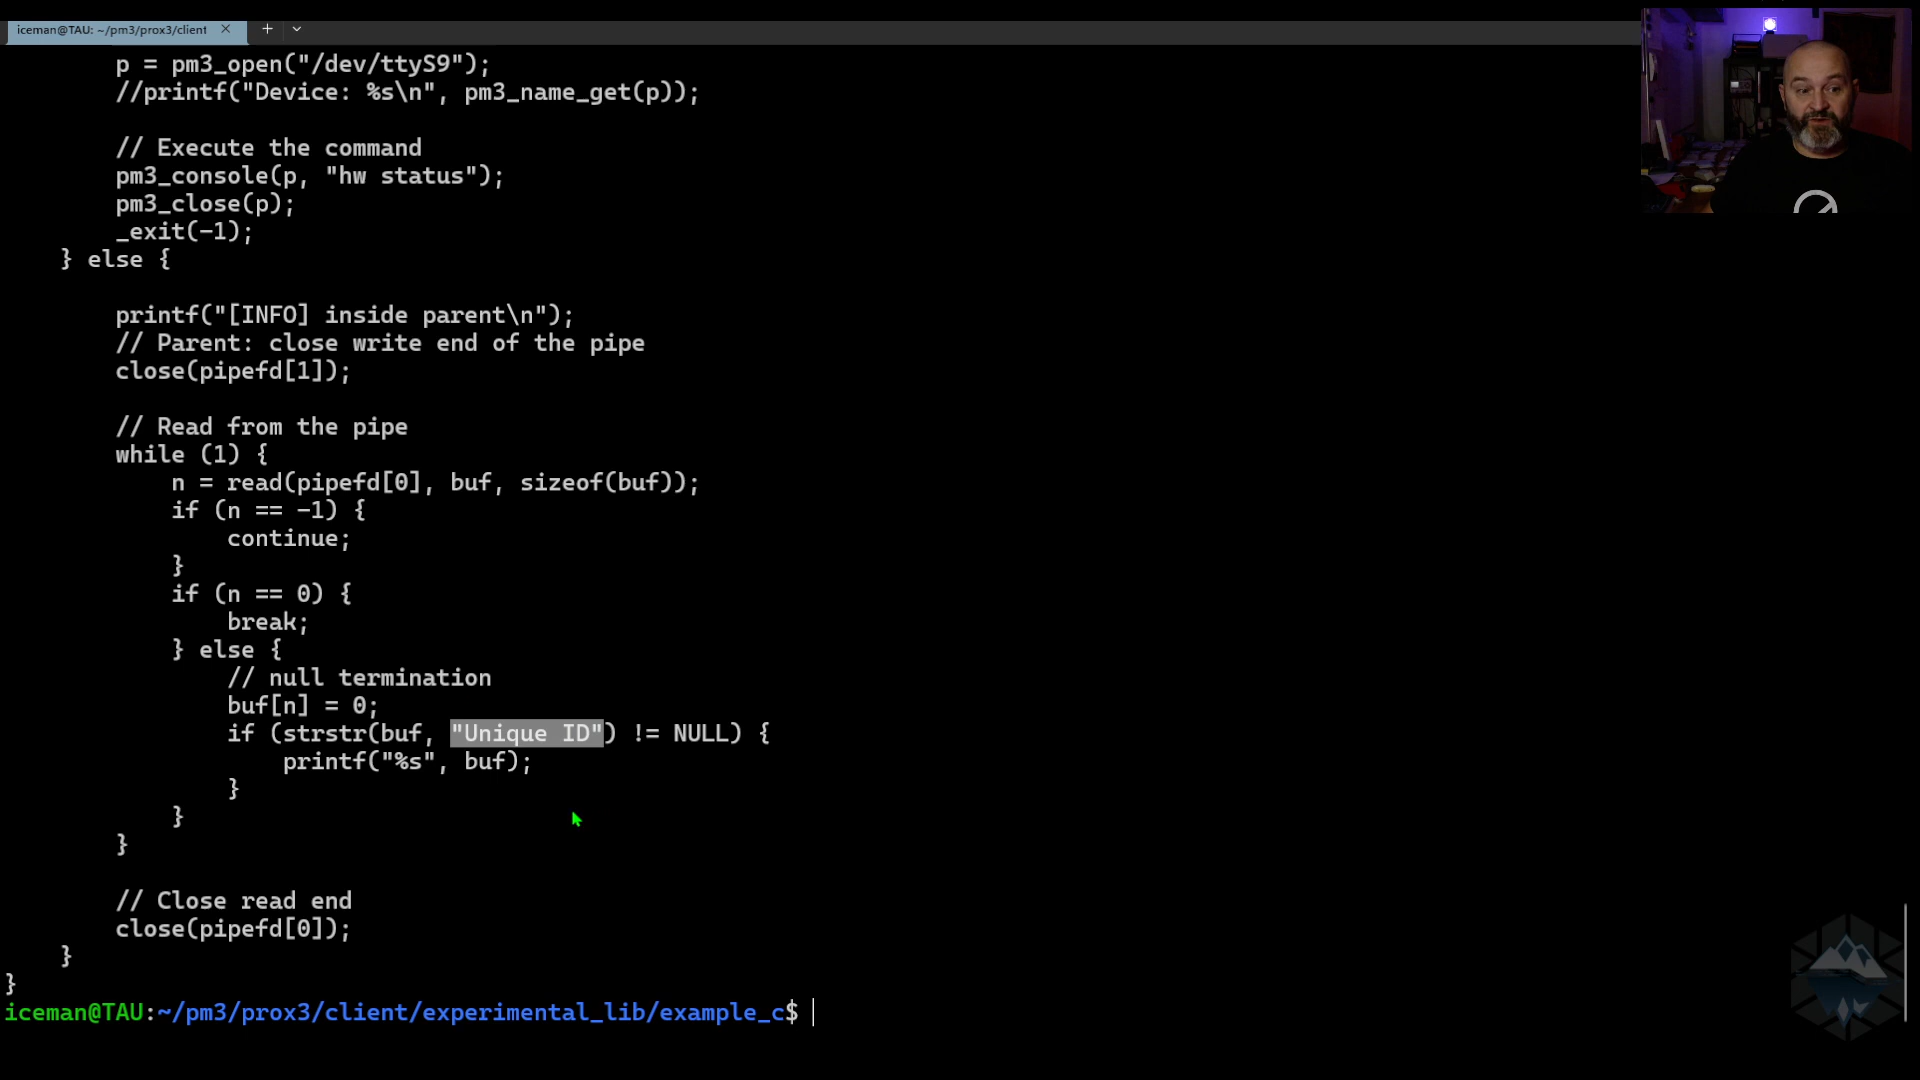 iceman@TAU: ~/pm3/prox3/client
p = pm3_open("/dev/ttyS9");
//printf("Device: %s\n", pm3_name_get(p));
// Execute the command
pm3_console(p, "hw status");
pm3_close(p);
_exit(-1);
} else {
printf("[INFO] inside parent\n");
// Parent: close write end of the pipe
close(pipefd[1]);
// Read from the pipe
while (1) {
n = read(pipefd[0], buf, sizeof(buf));
if (n == -1) {
continue;
}
if (n == 0) {
break;
} else {
// null termination
buf[n] = 0;
if (strstr(buf, "Unique ID") != NULL) {
printf("%s", buf);
}
}
}
// Close read end
close(pipefd[0]);
}
}
iceman@TAU:~/pm3/prox3/client/experimental_lib/example_c$